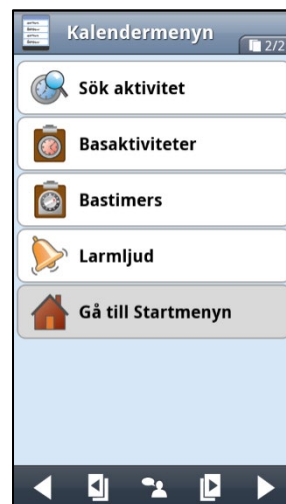 Kalendermenyn
2/2
Sök aktivitet
Basaktiviteter
Bastimers
Larmljud
Gå till Startmenyn